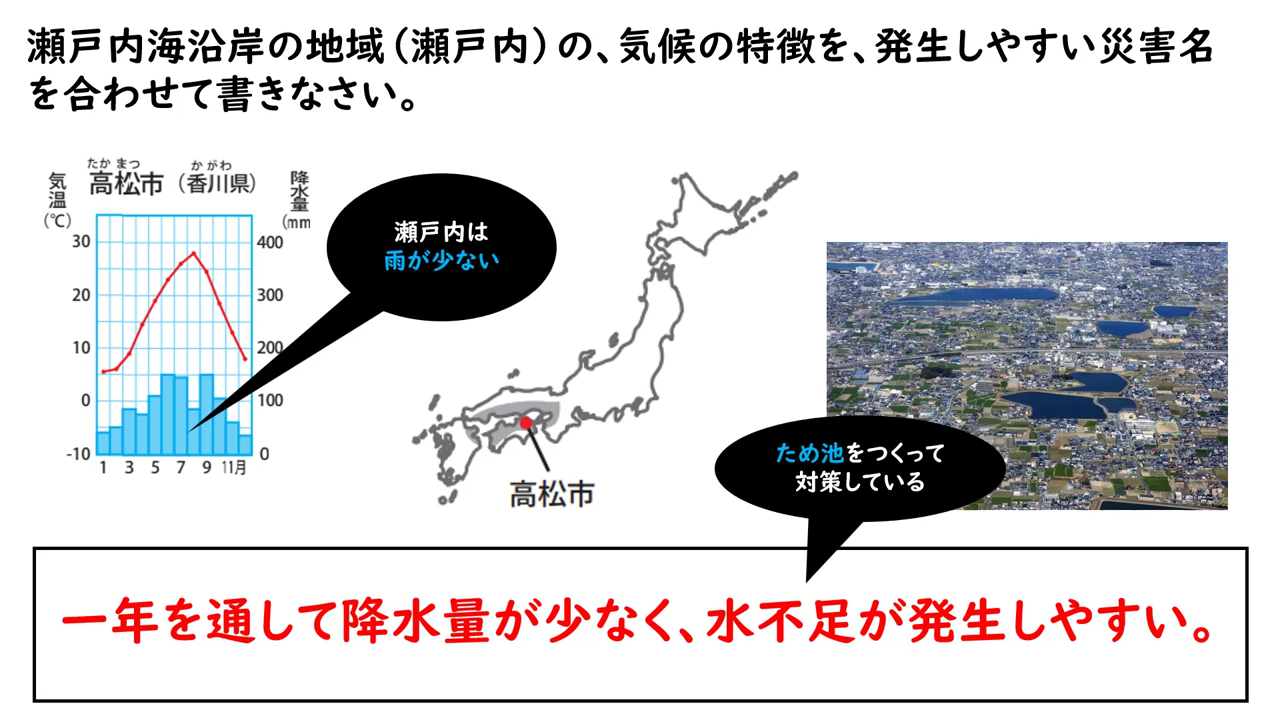 瀬戸内海沿岸の地域（瀬戸内）の、気候の特徴を、発生しやすい災害名
を合わせて書きなさい。
たか まつ
かがわ
気温
(℃)
高松市
(香川県)
降水量
(mm
30
20
10
0
-10
400
300
200
100
0
1 3 5 7 9 11月
瀬戸内は
雨が少ない
高松市
ため池をつくって
対策している
一年を通して降水量が少なく、水不足が発生しやすい。